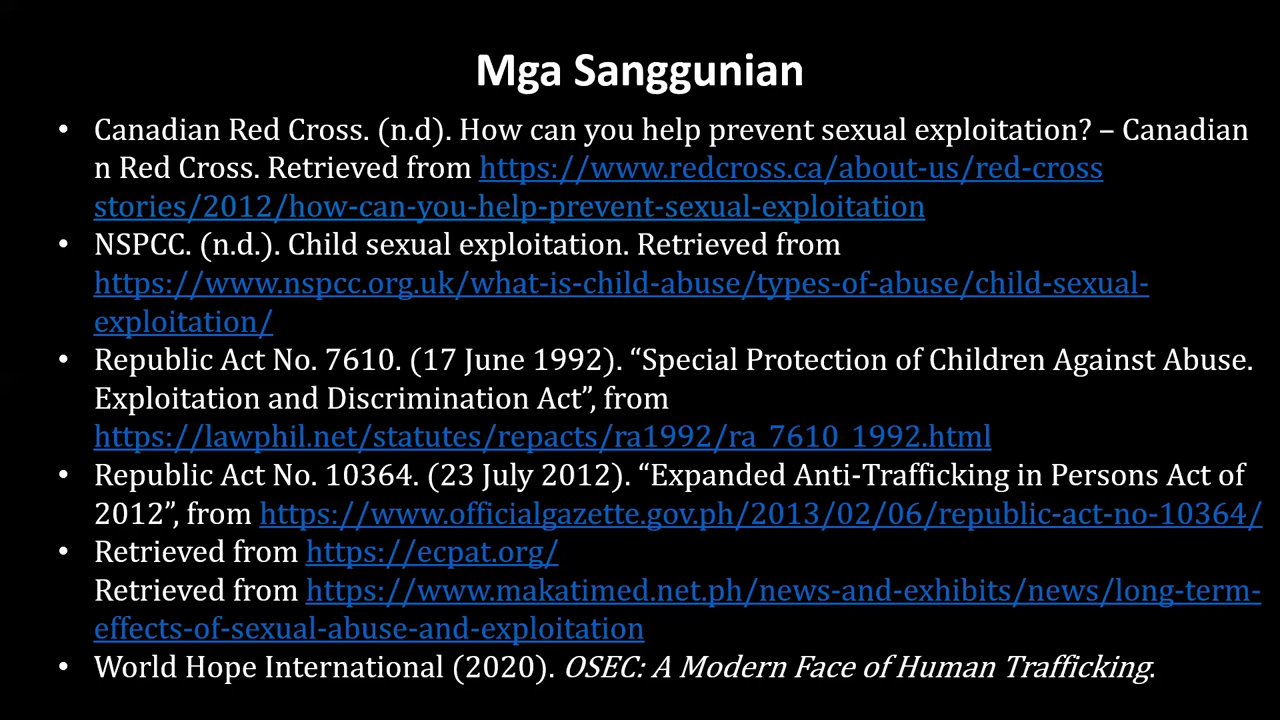 Mga Sanggunian
• Canadian Red Cross. (n.d). How can you help prevent sexual exploitation? – Canadian
n Red Cross. Retrieved from https://www.redcross.ca/about-us/red-cross
stories/2012/how-can-you-help-prevent-sexual-exploitation
• NSPCC. (n.d.). Child sexual exploitation. Retrieved from
https://www.nspcc.org.uk/what-is-child-abuse/types-of-abuse/child-sexual-
exploitation/
• Republic Act No. 7610. (17 June 1992). “Special Protection of Children Against Abuse.
Exploitation and Discrimination Act”, from
https://lawphil.net/statutes/repacts/ra1992/ra_7610_1992.html
• Republic Act No. 10364. (23 July 2012). “Expanded Anti-Trafficking in Persons Act of
2012”, from https://www.officialgazette.gov.ph/2013/02/06/republic-act-no-10364/
• Retrieved from https://ecpat.org/
Retrieved from https://www.makatimed.net.ph/news-and-exhibits/news/long-term-
effects-of-sexual-abuse-and-exploitation
• World Hope International (2020). OSEC: A Modern Face of Human Trafficking.